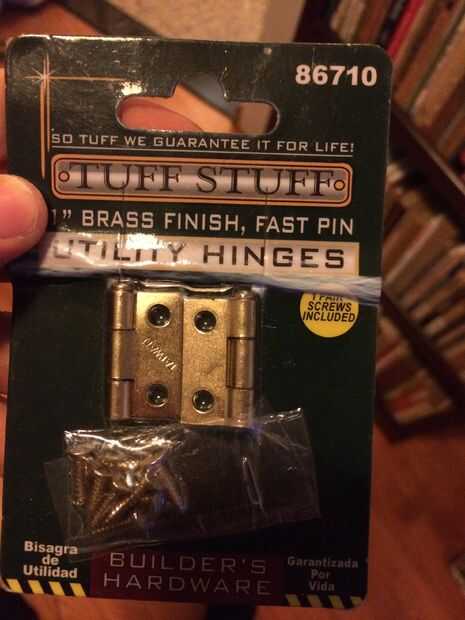 86710
SO TUFF WE GUARANTEE IT FOR LIFE!
TUFF STUFF
1" BRASS FINISH, FAST PIN
UTILITY HINGES
1 PAIR
SCREWS
INCLUDED
TAIWAN
Bisagra
de
Utilidad
BUILDER'S
HARDWARE
Garantizada
Por
Vida